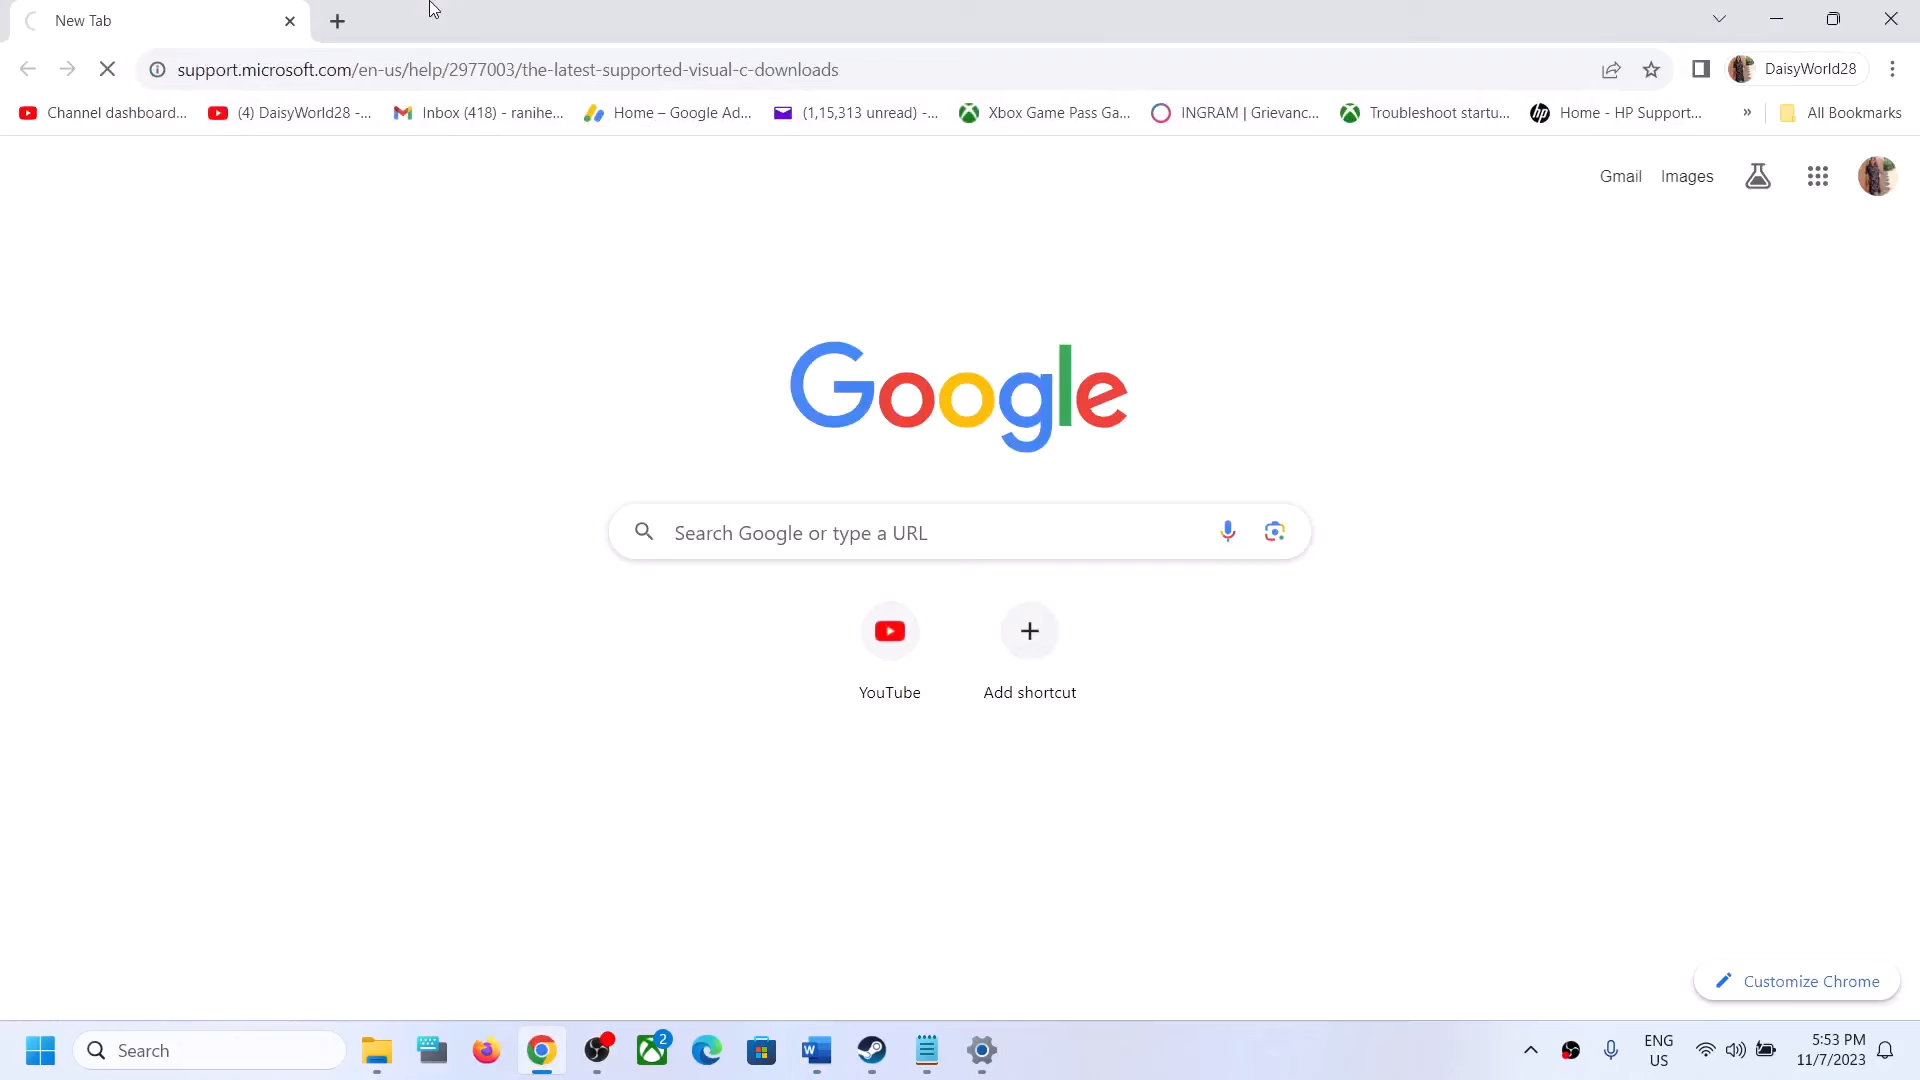 New Tab
support.microsoft.com/en-us/help/2977003/the-latest-supported-visual-c-downloads
DaisyWorld28
Channel dashboard... (4) DaisyWorld28 -... Inbox (418) - ranihe... Home – Google Ad... (1,15,313 unread) -... Xbox Game Pass Ga... INGRAM | Grievanc... Troubleshoot startu... Home - HP Support... » All Bookmarks
Gmail Images
Google
Search Google or type a URL
YouTube Add shortcut
Customize Chrome
Search
2
ENG
US
5:53 PM
11/7/2023